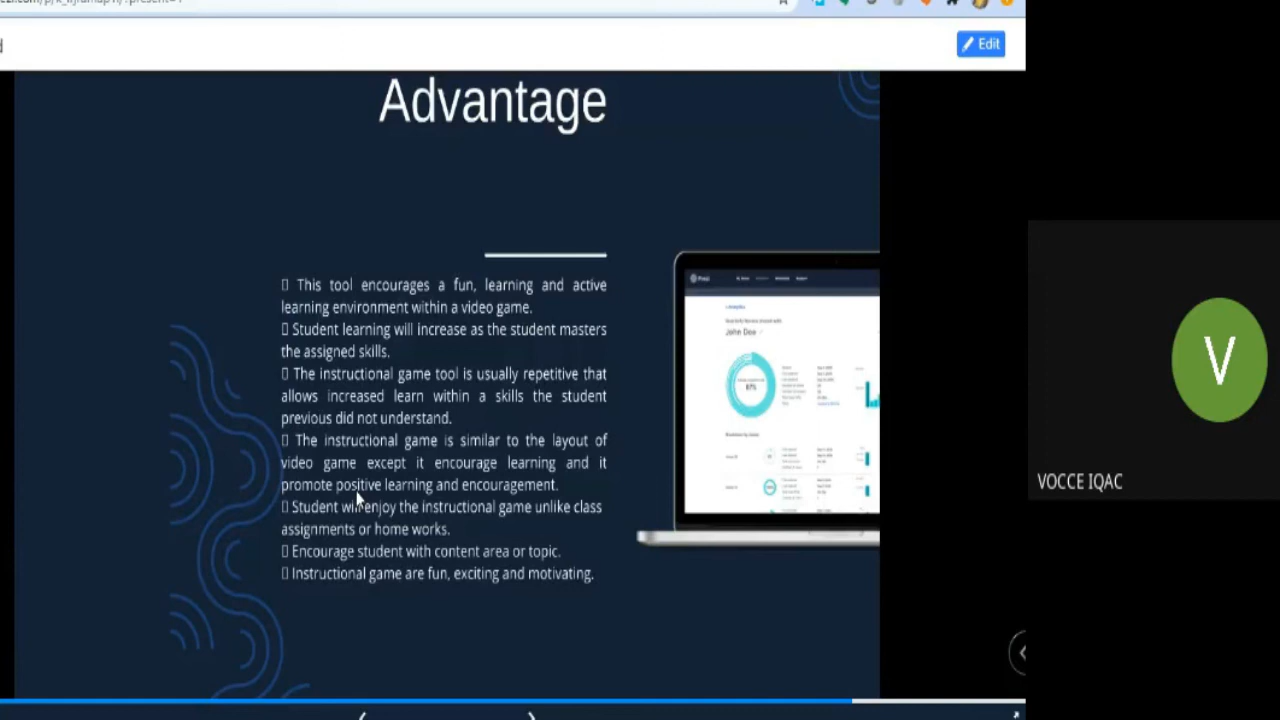 Edit
Advantage
This tool encourages a fun, learning and active
learning environment within a video game.
Student learning will increase as the student masters
the assigned skills.
The instructional game tool is usually repetitive that
allows increased learn within a skills the student
previous did not understand.
The instructional game is similar to the layout of
video game except it encourage learning and it
promote positive learning and encouragement.
Student will enjoy the instructional game unlike class
assignments or home works.
Encourage student with content area or topic.
Instructional game are fun, exciting and motivating.
Prezi
John Doe
V
VOCCE IQAC